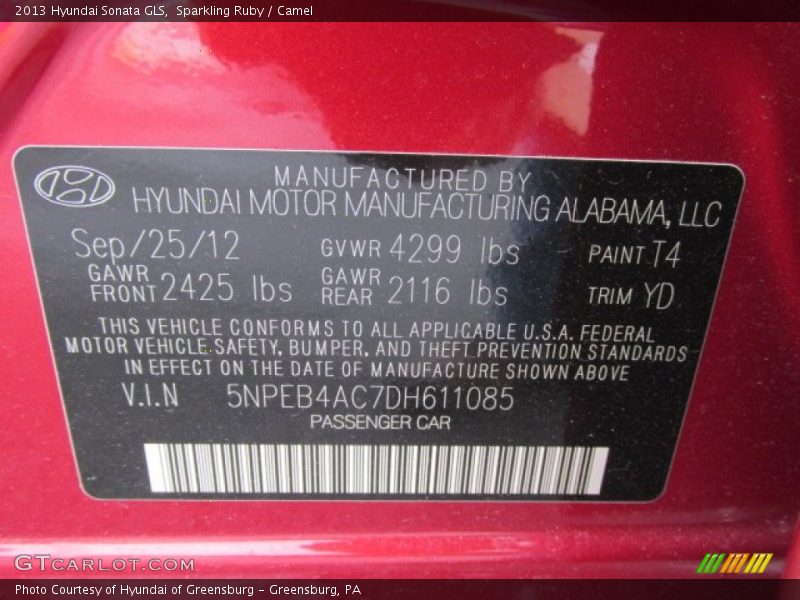 2013 Hyundai Sonata GLS, Sparkling Ruby / Camel
MANUFACTURED BY
HYUNDAI MOTOR MANUFACTURING ALABAMA, LLC
Sep/25/12 GVWR 4299 lbs PAINT T4
GAWR FRONT 2425 lbs GAWR REAR 2116 lbs TRIM YD
THIS VEHICLE CONFORMS TO ALL APPLICABLE U.S.A. FEDERAL
MOTOR VEHICLE SAFETY, BUMPER, AND THEFT PREVENTION STANDARDS
IN EFFECT ON THE DATE OF MANUFACTURE SHOWN ABOVE
V.I.N 5NPEB4AC7DH611085
PASSENGER CAR
GTCARLOT.COM
Photo Courtesy of Hyundai of Greensburg - Greensburg, PA